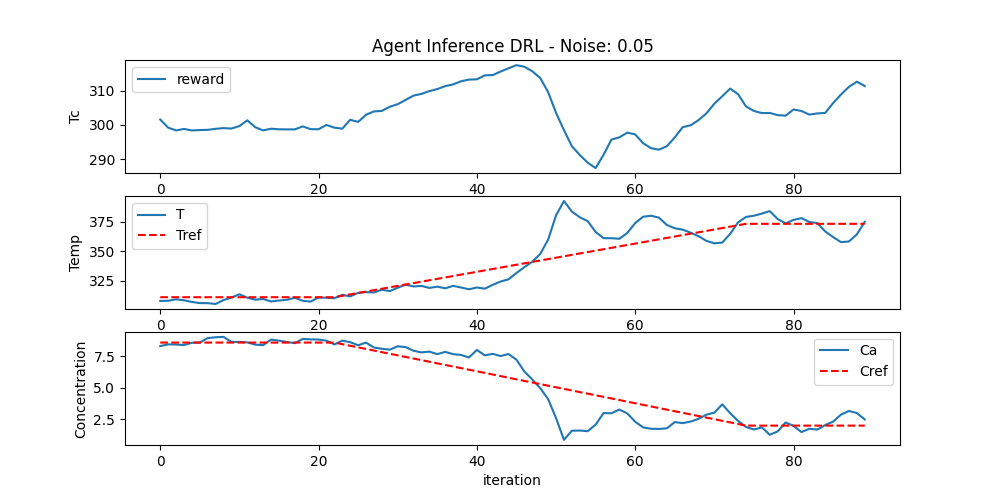 Agent Inference DRL - Noise: 0.05
reward
Tc
310
300
290
0 20 40 60 80
T
Tref
Temp
375
350
325
0 20 40 60 80
Ca
Cref
Concentration
7.5
5.0
2.5
0 20 40 60 80
iteration